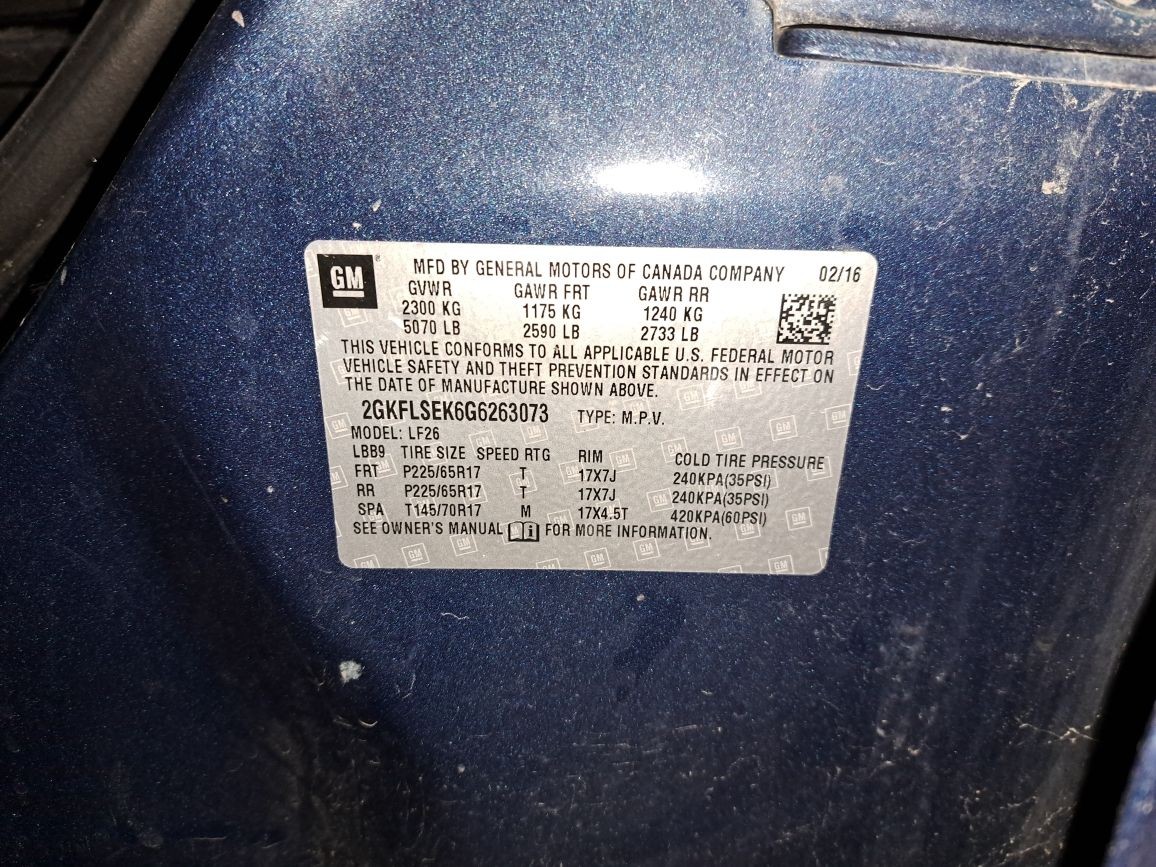 GM ®
MFD BY GENERAL MOTORS OF CANADA COMPANY 02/16
GVWR GAWR FRT GAWR RR
2300 KG 1175 KG 1240 KG
5070 LB 2590 LB 2733 LB
THIS VEHICLE CONFORMS TO ALL APPLICABLE U.S. FEDERAL MOTOR
VEHICLE SAFETY AND THEFT PREVENTION STANDARDS IN EFFECT ON
THE DATE OF MANUFACTURE SHOWN ABOVE.
2GKFLSEK6G6263073 TYPE: M.P.V.
MODEL: LF26
LBB9 TIRE SIZE SPEED RTG RIM COLD TIRE PRESSURE
FRT P225/65R17 T 17X7J 240KPA(35PSI)
RR P225/65R17 T 17X7J 240KPA(35PSI)
SPA T145/70R17 M 17X4.5T 420KPA(60PSI)
SEE OWNER'S MANUAL FOR MORE INFORMATION.